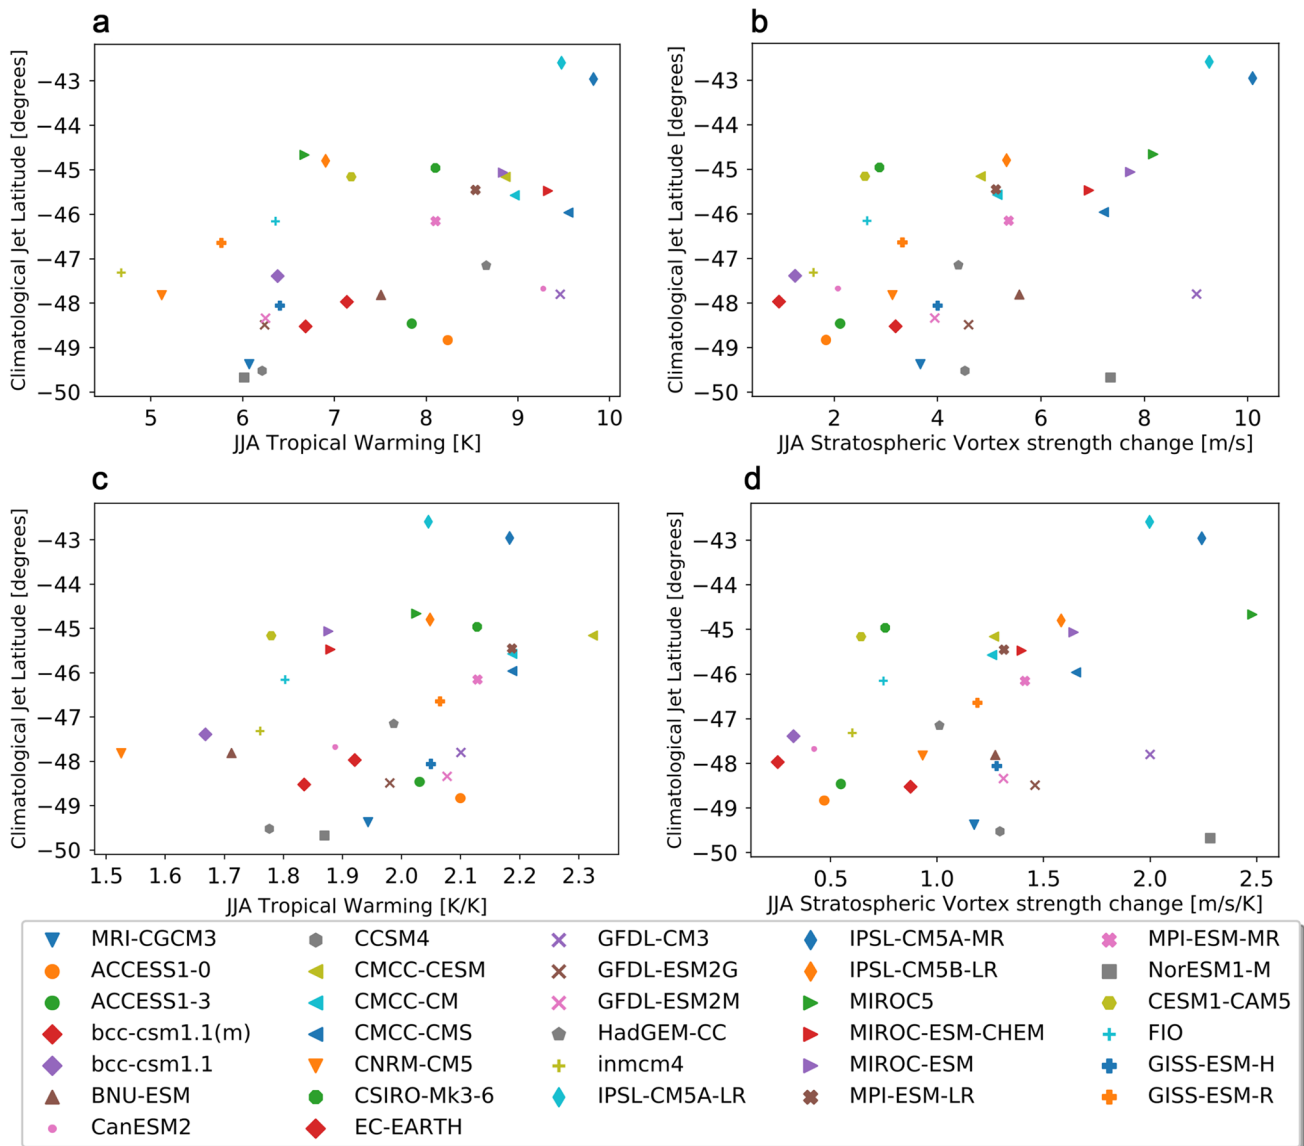 a
b
Climatological Jet Latitude [degrees]
−43
−44
−45
−46
−47
−48
−49
−50
5 6 7 8 9 10
JJA Tropical Warming [K]
Climatological Jet Latitude [degrees]
−43
−44
−45
−46
−47
−48
−49
−50
2 4 6 8 10
JJA Stratospheric Vortex strength change [m/s]
c
d
Climatological Jet Latitude [degrees]
−43
−44
−45
−46
−47
−48
−49
−50
1.5 1.6 1.7 1.8 1.9 2.0 2.1 2.2 2.3
JJA Tropical Warming [K/K]
Climatological Jet Latitude [degrees]
−43
−44
−45
−46
−47
−48
−49
−50
0.5 1.0 1.5 2.0 2.5
JJA Stratospheric Vortex strength change [m/s/K]
MRI-CGCM3
ACCESS1-0
ACCESS1-3
bcc-csm1.1(m)
bcc-csm1.1
BNU-ESM
CanESM2
CCSM4
CMCC-CESM
CMCC-CM
CMCC-CMS
CNRM-CM5
CSIRO-Mk3-6
EC-EARTH
GFDL-CM3
GFDL-ESM2G
GFDL-ESM2M
HadGEM-CC
inmcm4
IPSL-CM5A-LR
IPSL-CM5A-MR
IPSL-CM5B-LR
MIROC5
MIROC-ESM-CHEM
MIROC-ESM
MPI-ESM-LR
MPI-ESM-MR
NorESM1-M
CESM1-CAM5
FIO
GISS-ESM-H
GISS-ESM-R